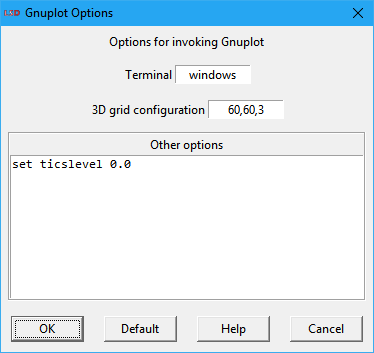 Gnuplot Options
Options for invoking Gnuplot
Terminal windows
3D grid configuration 60,60,3
Other options
set ticslevel 0.0
OK Default Help Cancel